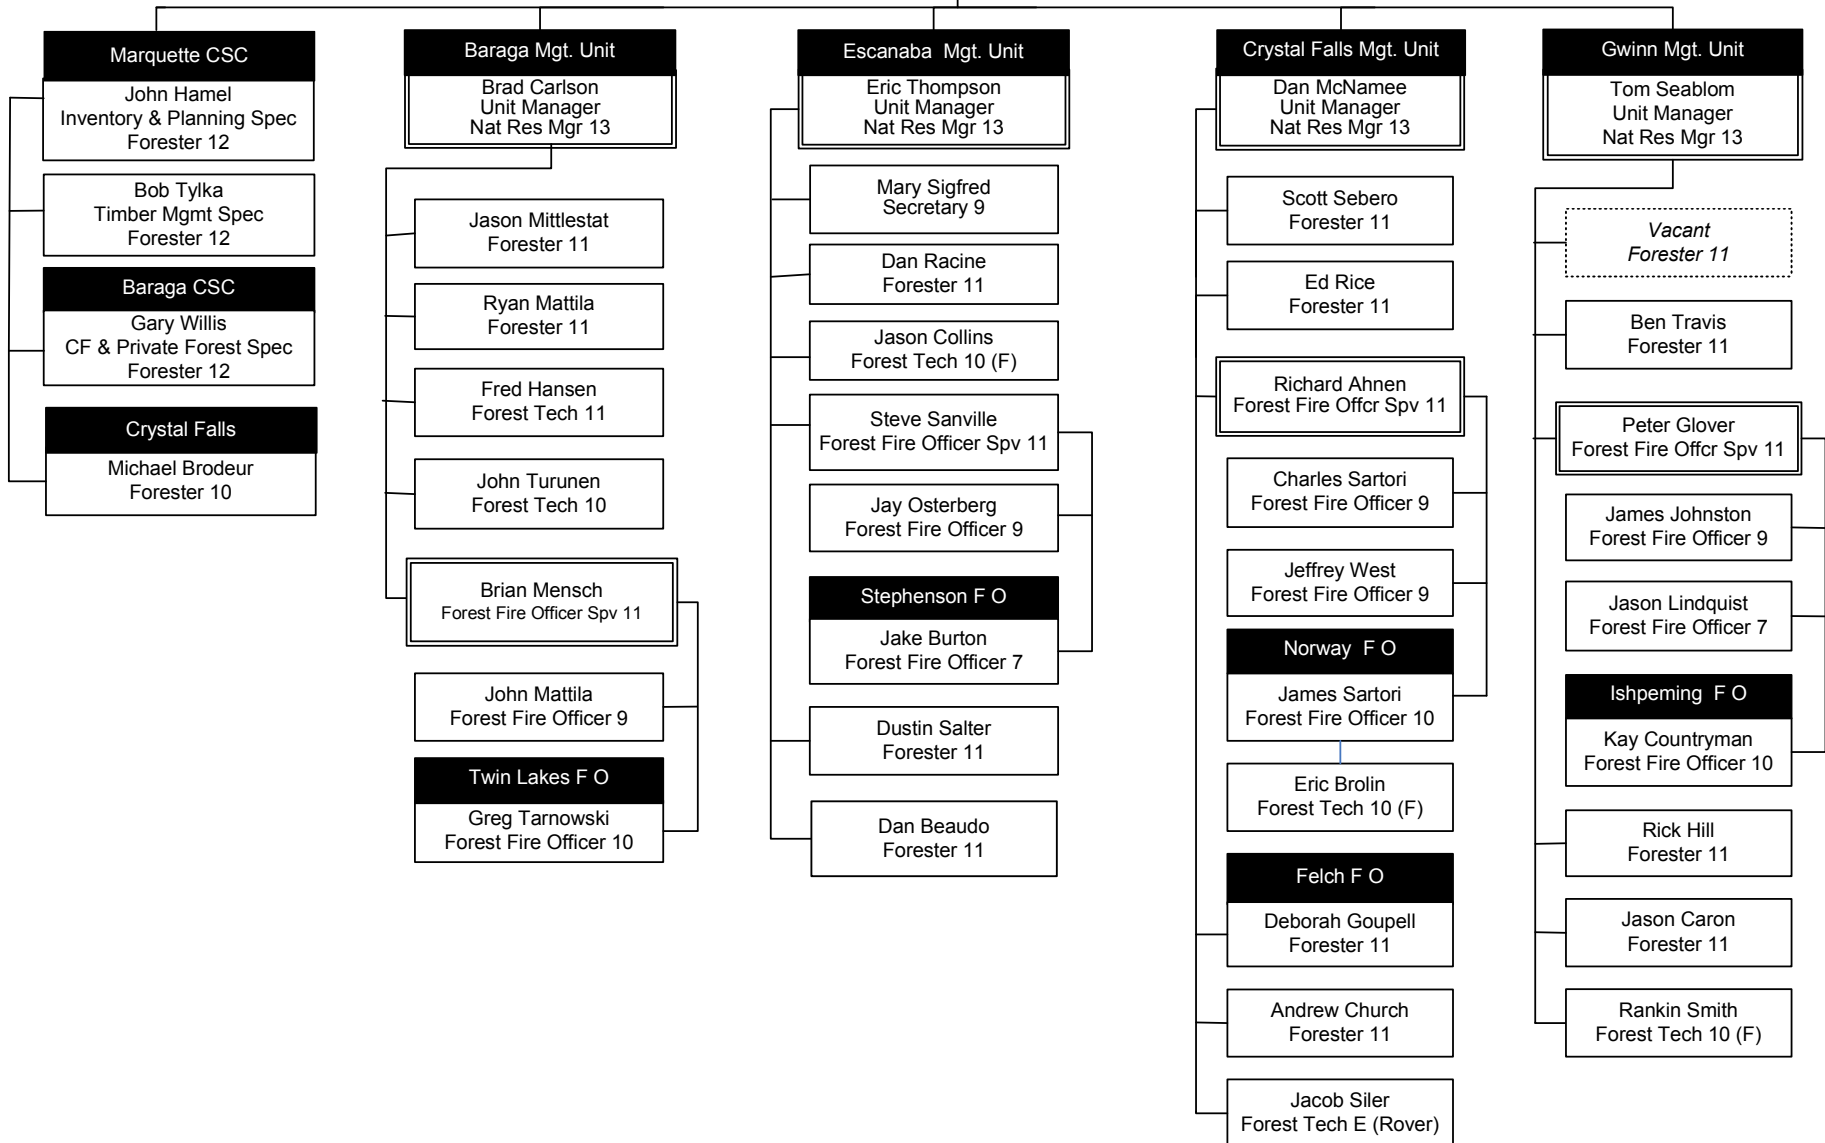 Marquette CSC
John Hamel
Inventory & Planning Spec
Forester 12
Bob Tylka
Timber Mgmt Spec
Forester 12
Baraga CSC
Gary Willis
CF & Private Forest Spec
Forester 12
Crystal Falls
Michael Brodeur
Forester 10
Baraga Mgt. Unit
Brad Carlson
Unit Manager
Nat Res Mgr 13
Jason Mittlestat
Forester 11
Ryan Mattila
Forester 11
Fred Hansen
Forest Tech 11
John Turunen
Forest Tech 10
Brian Mensch
Forest Fire Officer Spv 11
John Mattila
Forest Fire Officer 9
Twin Lakes F O
Greg Tarnowski
Forest Fire Officer 10
Escanaba Mgt. Unit
Eric Thompson
Unit Manager
Nat Res Mgr 13
Mary Sigfred
Secretary 9
Dan Racine
Forester 11
Jason Collins
Forest Tech 10 (F)
Steve Sanville
Forest Fire Officer Spv 11
Jay Osterberg
Forest Fire Officer 9
Stephenson F O
Jake Burton
Forest Fire Officer 7
Dustin Salter
Forester 11
Dan Beaudo
Forester 11
Crystal Falls Mgt. Unit
Dan McNamee
Unit Manager
Nat Res Mgr 13
Scott Sebero
Forester 11
Ed Rice
Forester 11
Richard Ahnen
Forest Fire Offcr Spv 11
Charles Sartori
Forest Fire Officer 9
Jeffrey West
Forest Fire Officer 9
Norway F O
James Sartori
Forest Fire Officer 10
Eric Brolin
Forest Tech 10 (F)
Felch F O
Deborah Goupell
Forester 11
Andrew Church
Forester 11
Jacob Siler
Forest Tech E (Rover)
Gwinn Mgt. Unit
Tom Seablom
Unit Manager
Nat Res Mgr 13
Vacant
Forester 11
Ben Travis
Forester 11
Peter Glover
Forest Fire Offcr Spv 11
James Johnston
Forest Fire Officer 9
Jason Lindquist
Forest Fire Officer 7
Ishpeming F O
Kay Countryman
Forest Fire Officer 10
Rick Hill
Forester 11
Jason Caron
Forester 11
Rankin Smith
Forest Tech 10 (F)